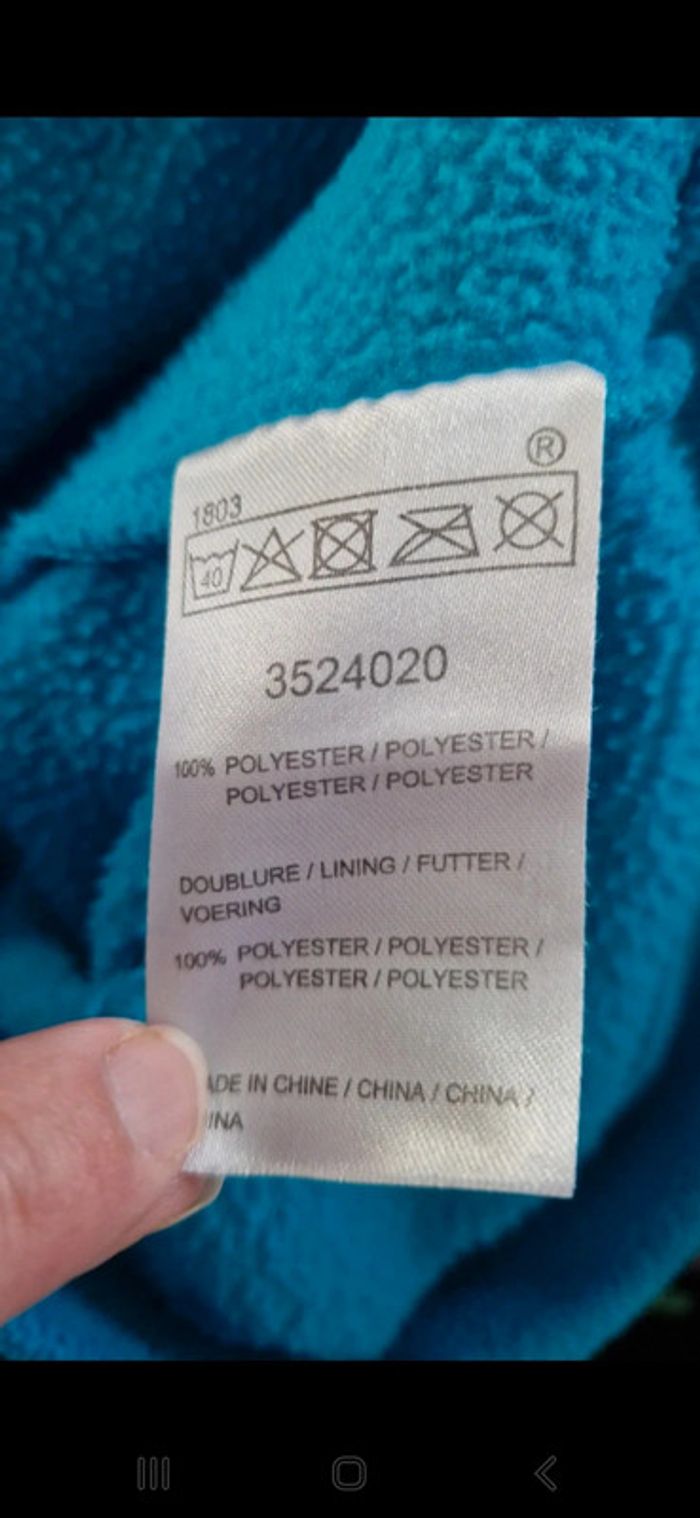 ®
1803
40
3524020
100% POLYESTER / POLYESTER /
POLYESTER / POLYESTER
DOUBLURE / LINING / FUTTER /
VOERING
100% POLYESTER / POLYESTER /
POLYESTER / POLYESTER
ADE IN CHINE / CHINA / CHINA /
INA